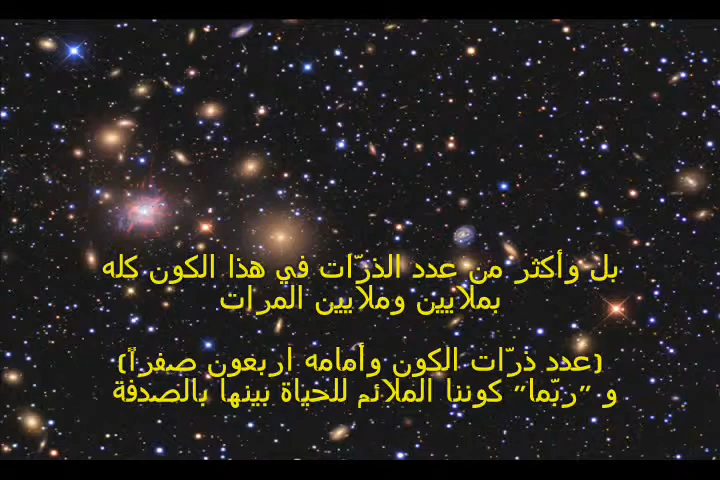 بل وأكثر من عدد الذرّات في هذا الكون كله
بملايين وملايين المرات
(عدد ذرّات الكون وأمامه اربعون صفراً)
و "ربّما" كوننا الملائم للحياة بينها بالصدفة